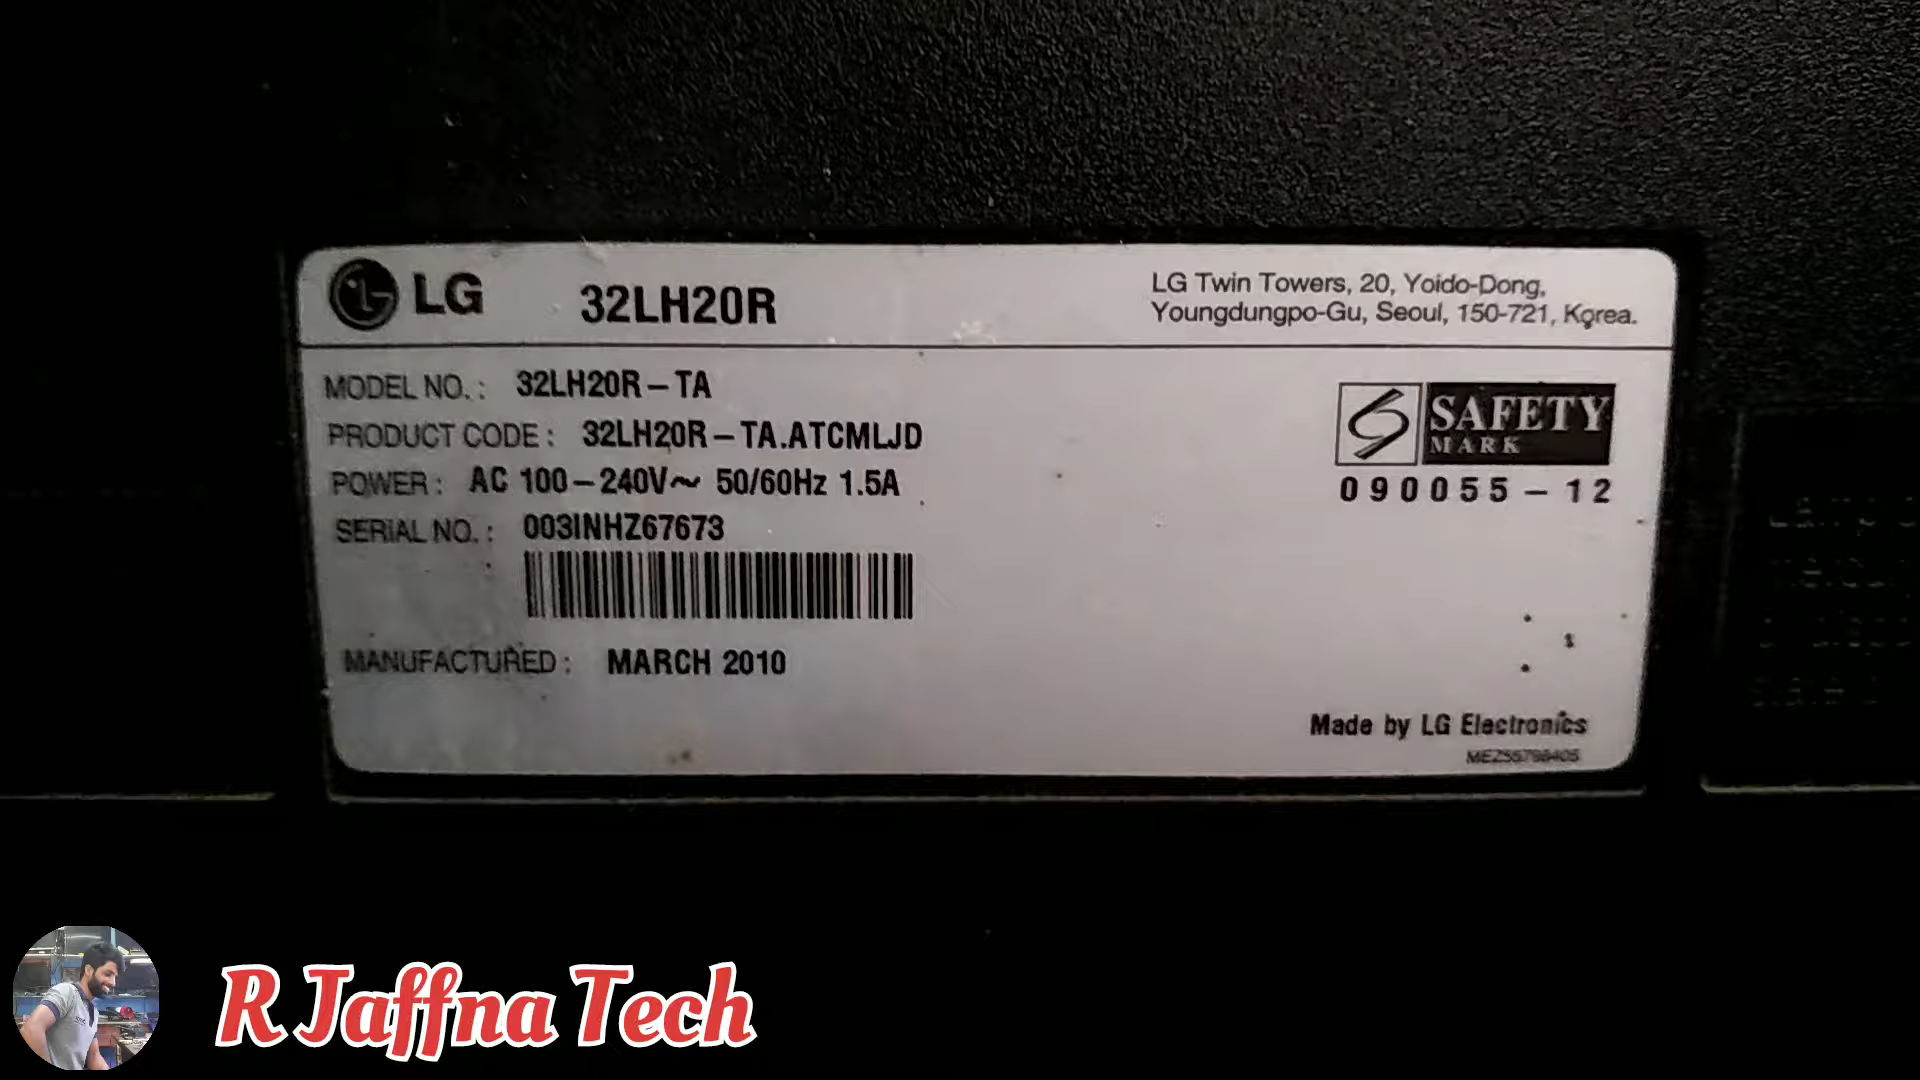 LG 32LH20R
LG Twin Towers, 20, Yoido-Dong,
Youngdungpo-Gu, Seoul, 150-721, Korea.
MODEL NO. : 32LH20R-TA
PRODUCT CODE : 32LH20R-TA.ATCMLJD
POWER : AC 100-240V~ 50/60Hz 1.5A
SERIAL NO. : 003INHZ67673
MANUFACTURED : MARCH 2010
SAFETY
MARK
090055-12
Made by LG Electronics
R Jaffna Tech